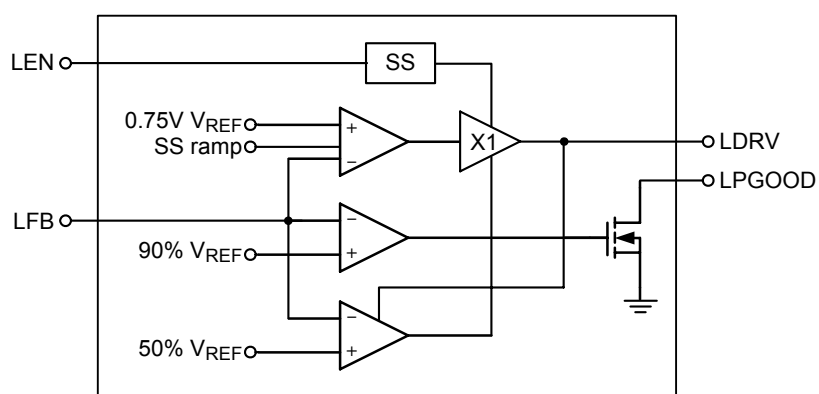 LEN
SS
0.75V VREF
SS ramp
+
−
X1
LDRV
LPGOOD
LFB
−
+
90% VREF
−
+
50% VREF